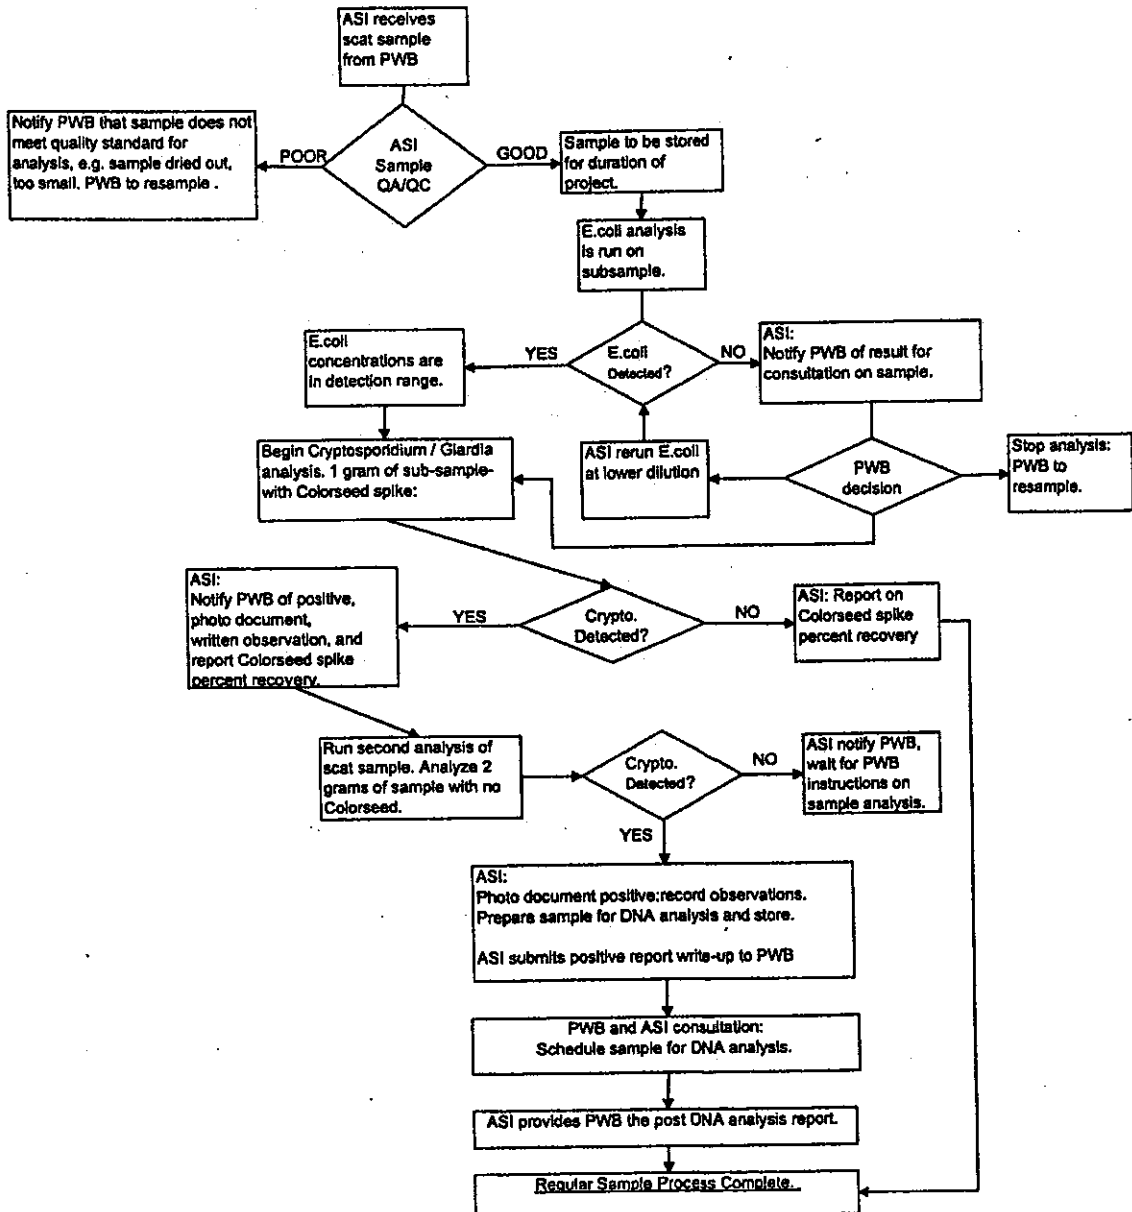 ASI receives
scat sample
from PWB
Notify PWB that sample does not
meet quality standard for
analysis, e.g. sample dried out,
too small. PWB to resample .
POOR
ASI
Sample
QA/QC
GOOD
Sample to be stored
for duration of
project.
E.coli analysis
is run on
subsample.
E.coli
concentrations are
in detection range.
YES
E.coli
Detected?
NO
ASI:
Notify PWB of result for
consultation on sample.
Begin Cryptosporidium / Giardia
analysis. 1 gram of sub-sample-
with Colorseed spike:
ASI rerun E.coli
at lower dilution
PWB
decision
Stop analysis:
PWB to
resample.
ASI:
Notify PWB of positive,
photo document,
written observation, and
report Colorseed spike
percent recovery.
YES
Crypto.
Detected?
NO
ASI: Report on
Colorseed spike
percent recovery
Run second analysis of
scat sample. Analyze 2
grams of sample with no
Colorseed.
Crypto.
Detected?
NO
ASI notify PWB,
wait for PWB
instructions on
sample analysis.
YES
ASI:
Photo document positive:record observations.
Prepare sample for DNA analysis and store.
ASI submits positive report write-up to PWB
PWB and ASI consultation:
Schedule sample for DNA analysis.
ASI provides PWB the post DNA analysis report.
Regular Sample Process Complete.